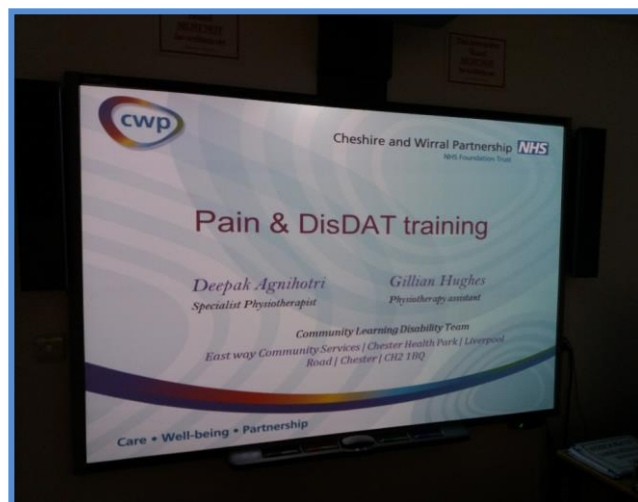 cwp
Cheshire and Wirral Partnership NHS
NHS Foundation Trust
Pain & DisDAT training
Deepak Agnihotri
Specialist Physiotherapist
Gillian Hughes
Physiotherapy assistant
Community Learning Disability Team
East way Community Services | Chester Health Park | Liverpool
Road | Chester | CH2 1BQ
Care • Well-being • Partnership